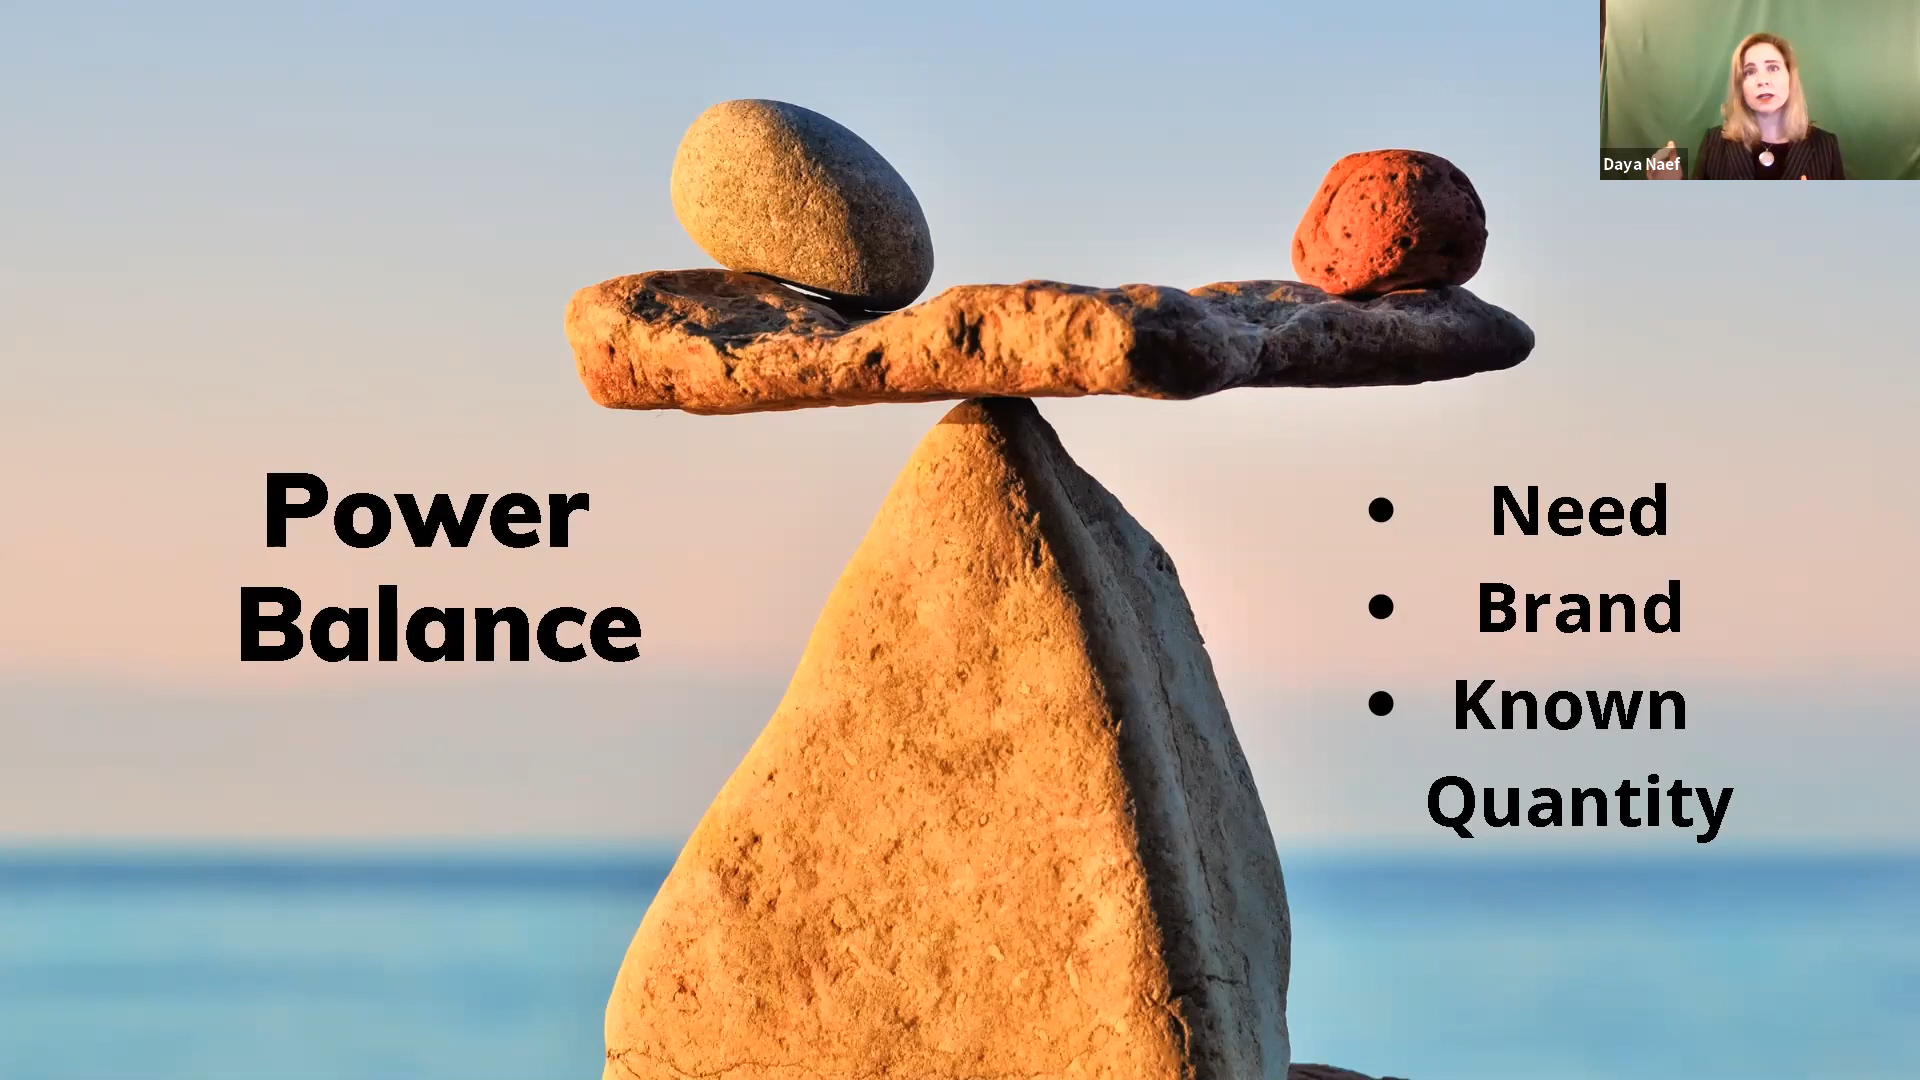 Daya Naef
Power
Balance
• Need
• Brand
• Known
Quantity